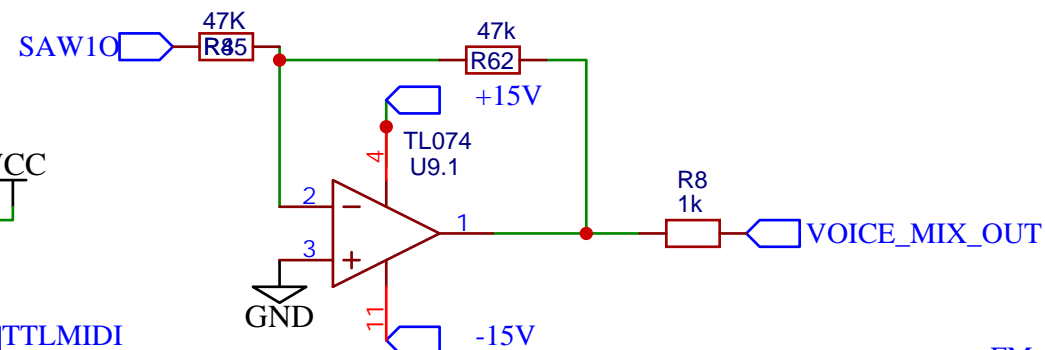 47K
SAW1O
47k
R62
+15V
TL074
U9.1
4
VCC
R8
1k
2
1
VOICE_MIX_OUT
3
GND
11
TTLMIDI
-15V